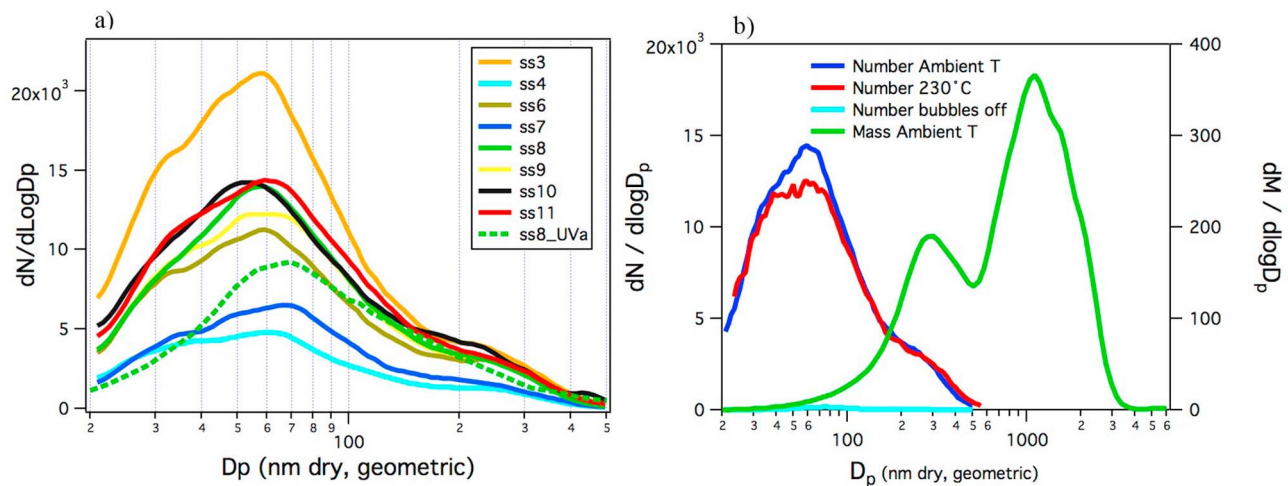 a)
20x10³
15
10
5
0
dN/dLogDp
ss3
ss4
ss6
ss7
ss8
ss9
ss10
ss11
ss8_UVa
2 3 4 5 6 7 8 9 100 2 3 4 5
Dp (nm dry, geometric)
b)
20x10³
15
10
5
0
dN / dlogDₚ
Number Ambient T
Number 230˚C
Number bubbles off
Mass Ambient T
400
300
200
100
0
dM / dlogDₚ
2 3 4 5 6 100 2 3 4 5 6 1000 2 3 4 5 6
Dₚ (nm dry, geometric)